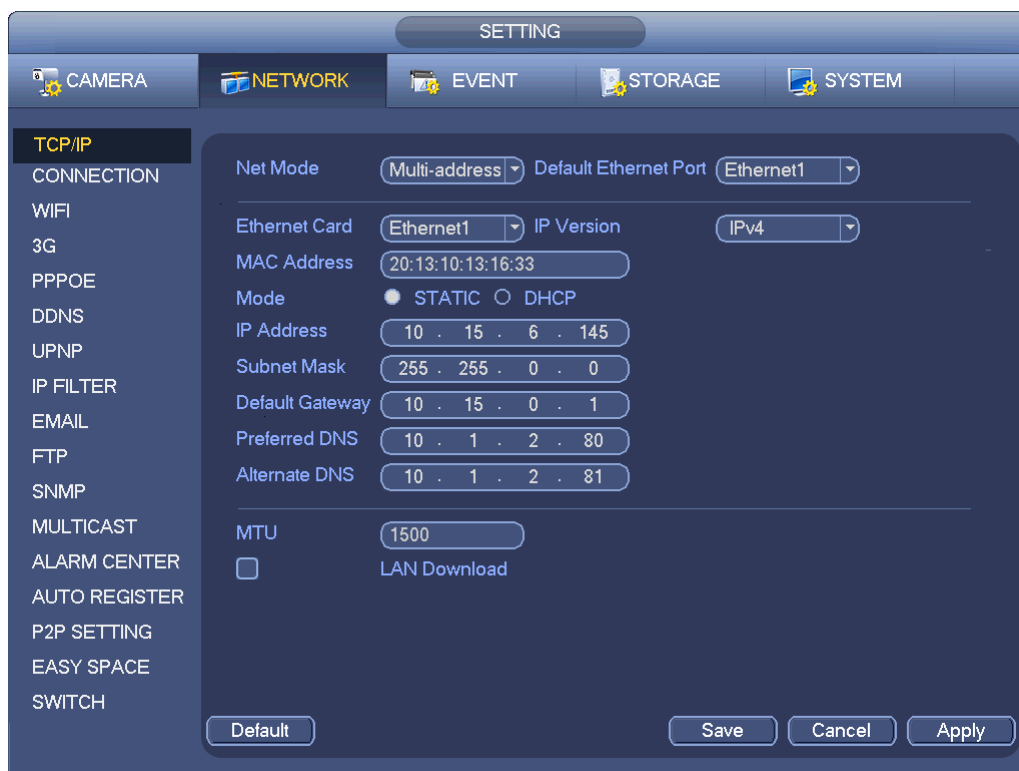 SETTING
CAMERA NETWORK EVENT STORAGE SYSTEM
TCP/IP
CONNECTION
WIFI
3G
PPPOE
DDNS
UPNP
IP FILTER
EMAIL
FTP
SNMP
MULTICAST
ALARM CENTER
AUTO REGISTER
P2P SETTING
EASY SPACE
SWITCH
Net Mode Multi-address Default Ethernet Port Ethernet1
Ethernet Card Ethernet1 IP Version IPv4
MAC Address 20:13:10:13:16:33
Mode STATIC DHCP
IP Address 10 . 15 . 6 . 145
Subnet Mask 255 . 255 . 0 . 0
Default Gateway 10 . 15 . 0 . 1
Preferred DNS 10 . 1 . 2 . 80
Alternate DNS 10 . 1 . 2 . 81
MTU 1500
LAN Download
Default Save Cancel Apply